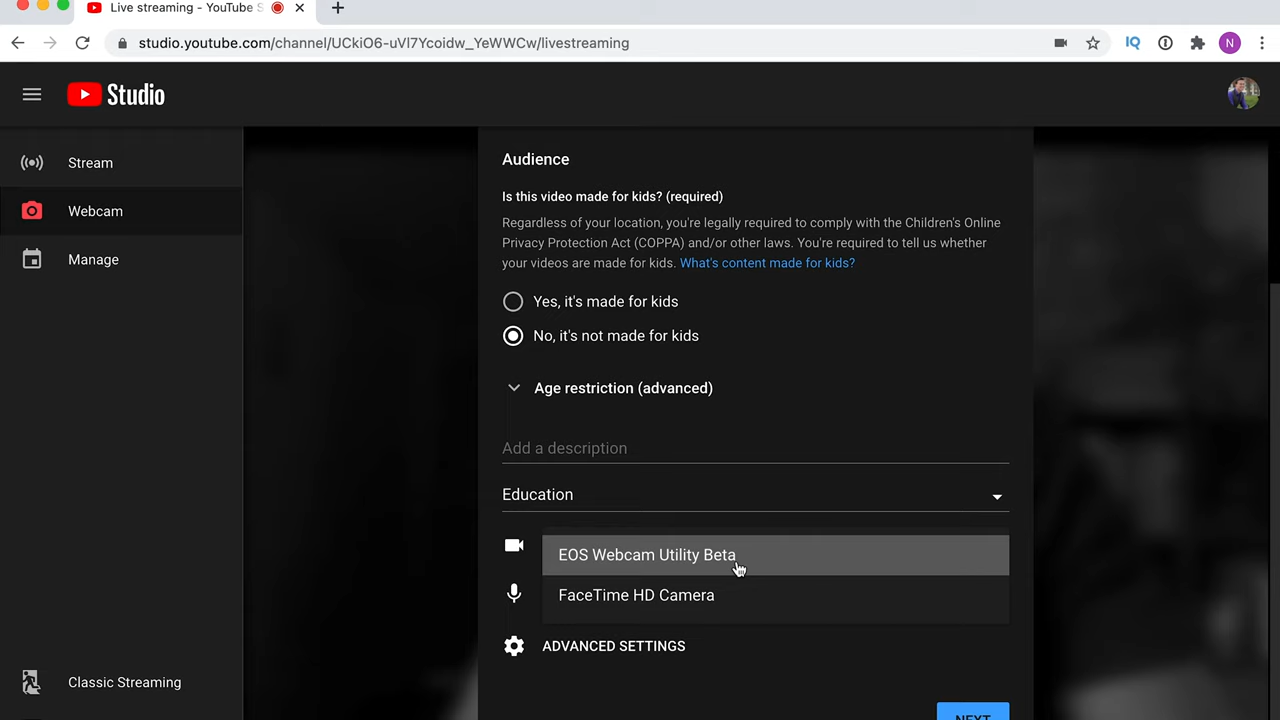 Live streaming - YouTube S
studio.youtube.com/channel/UCkiO6-uVl7Ycoidw_YeWWCw/livestreaming
IQ
N
Studio
Stream
Webcam
Manage
Classic Streaming
Audience
Is this video made for kids? (required)
Regardless of your location, you're legally required to comply with the Children's Online
Privacy Protection Act (COPPA) and/or other laws. You're required to tell us whether
your videos are made for kids. What's content made for kids?
Yes, it's made for kids
No, it's not made for kids
Age restriction (advanced)
Add a description
Education
EOS Webcam Utility Beta
FaceTime HD Camera
ADVANCED SETTINGS
NEXT